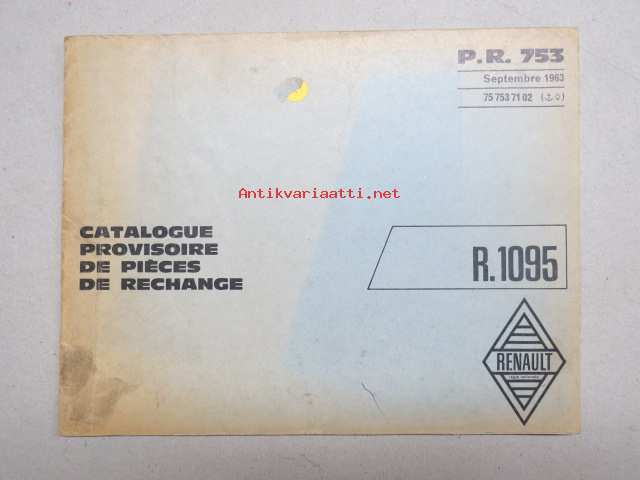 P.R. 753
Septembre 1963
75 753 71 02
Antikvariaatti.net
CATALOGUE
PROVISOIRE
DE PIÈCES
DE RECHANGE
R.1095
RENAULT